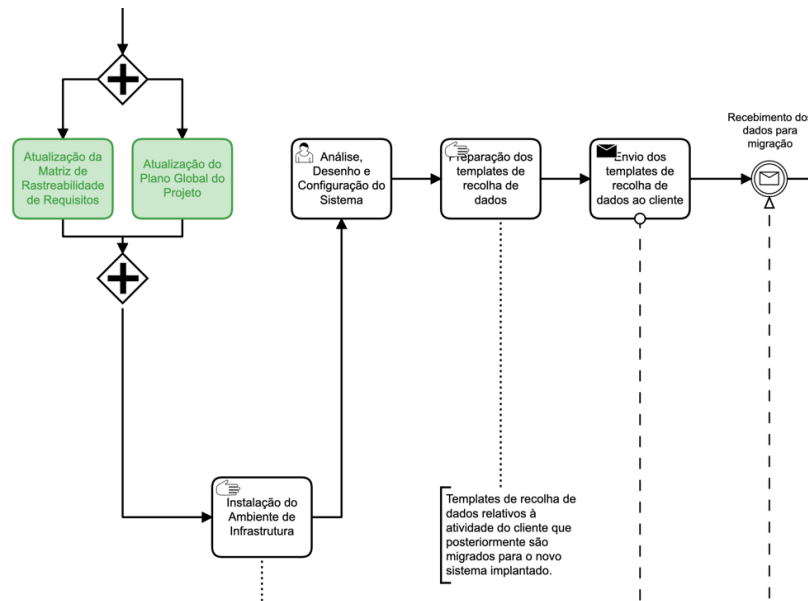 Atualização da
Matriz de
Rastreabilidade
de Requisitos
Atualização do
Plano Global do
Projeto
Análise,
Desenho e
Configuração do
Sistema
Preparação dos
templates de
recolha de
dados
Envio dos
templates de
recolha de
dados ao cliente
Recebimento dos
dados para
migração
Instalação do
Ambiente de
Infrastrutura
Templates de recolha de
dados relativos à
atividade do cliente que
posteriormente são
migrados para o novo
sistema implantado.